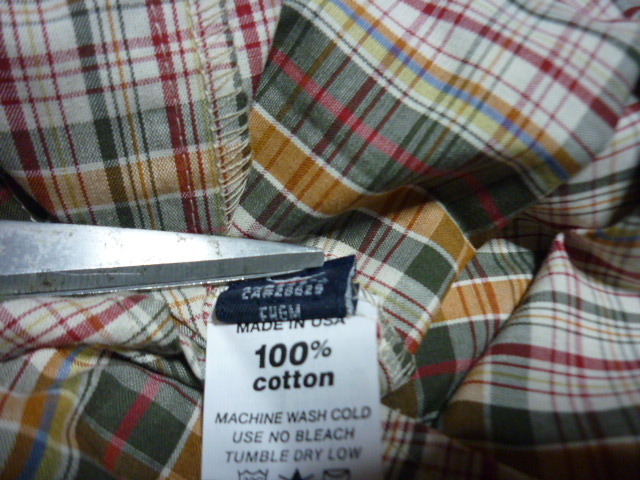 MADE IN USA
100%
cotton
MACHINE WASH COLD
USE NO BLEACH
TUMBLE DRY LOW